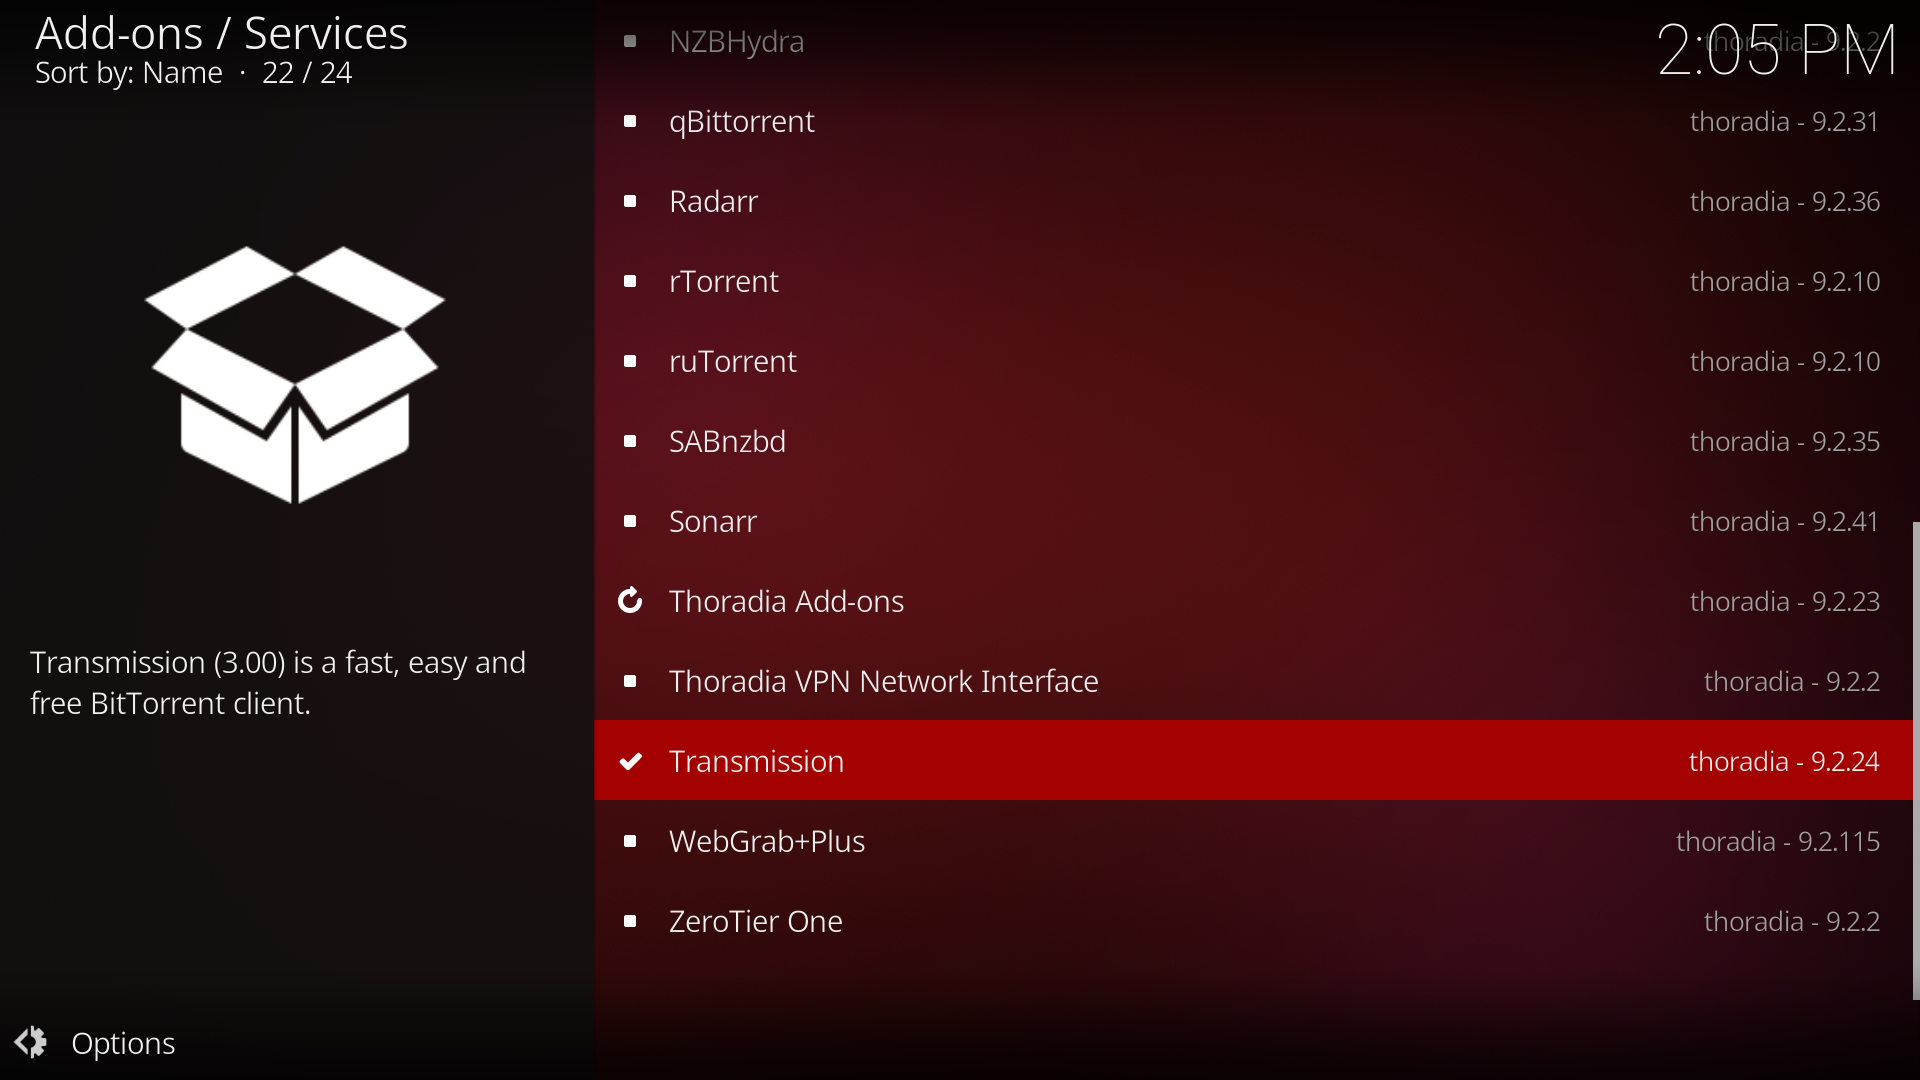 Add-ons / Services
Sort by: Name · 22 / 24
2:05 PM
NZBHydra thoradia - 9.2.2
qBittorrent thoradia - 9.2.31
Radarr thoradia - 9.2.36
rTorrent thoradia - 9.2.10
ruTorrent thoradia - 9.2.10
SABnzbd thoradia - 9.2.35
Sonarr thoradia - 9.2.41
Thoradia Add-ons thoradia - 9.2.23
Thoradia VPN Network Interface thoradia - 9.2.2
Transmission thoradia - 9.2.24
WebGrab+Plus thoradia - 9.2.115
ZeroTier One thoradia - 9.2.2
Transmission (3.00) is a fast, easy and
free BitTorrent client.
Options